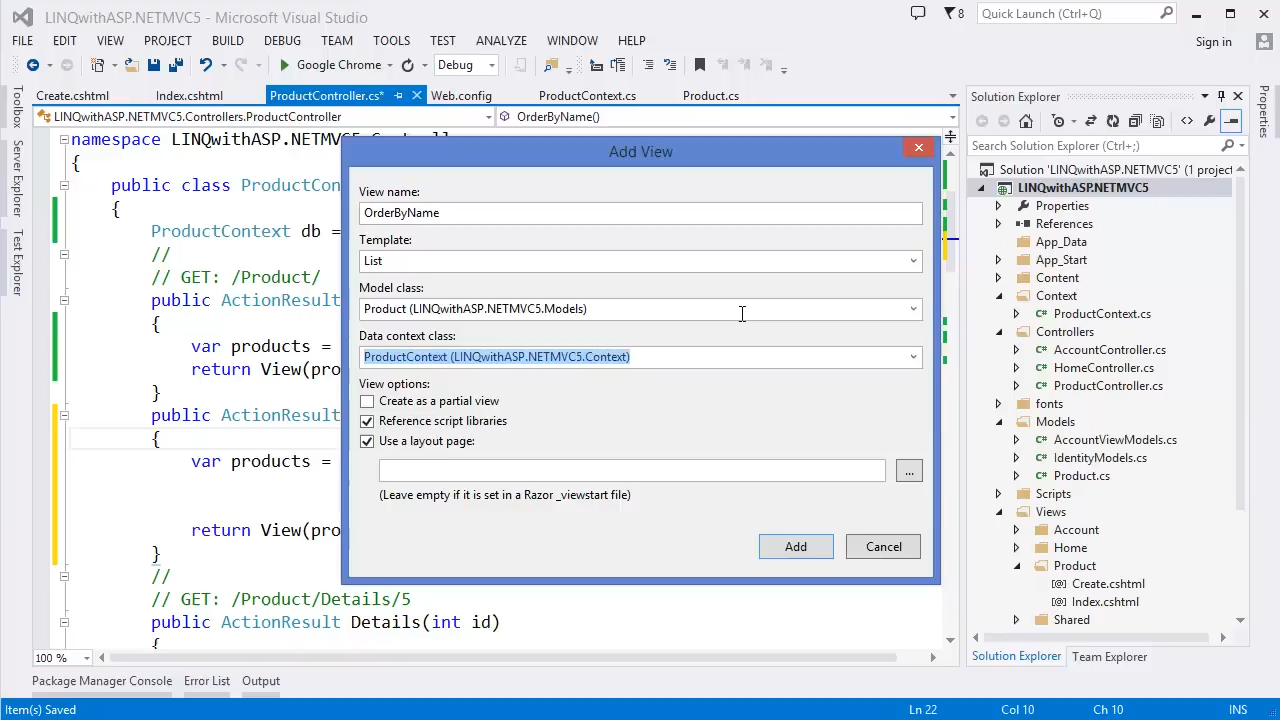 LINQwithASP.NETMVC5 - Microsoft Visual Studio
8
Quick Launch (Ctrl+Q)
FILE EDIT VIEW PROJECT BUILD DEBUG TEAM TOOLS TEST ANALYZE WINDOW HELP
Sign in
Google Chrome
Debug
Toolbox
Server Explorer
Test Explorer
Create.cshtml Index.cshtml ProductController.cs* Web.config ProductContext.cs Product.cs
LINQwithASP.NETMVC5.Controllers.ProductController OrderByName()
namespace LINQwithASP.NETMVC5.
{
public class ProductCon
{
ProductContext db =
//
// GET: /Product/
public ActionResult
{
var products =
return View(pro
}
public ActionResult
{
var products =
return View(pro
}
//
// GET: /Product/Details/5
public ActionResult Details(int id)
{
100 %
Add View
View name:
OrderByName
Template:
List
Model class:
Product (LINQwithASP.NETMVC5.Models)
Data context class:
ProductContext (LINQwithASP.NETMVC5.Context)
View options:
Create as a partial view
Reference script libraries
Use a layout page:
...
(Leave empty if it is set in a Razor _viewstart file)
Add Cancel
Solution Explorer
Search Solution Explorer (Ctrl+;)
Solution 'LINQwithASP.NETMVC5' (1 project
LINQwithASP.NETMVC5
Properties
References
App_Data
App_Start
Content
Context
ProductContext.cs
Controllers
AccountController.cs
HomeController.cs
ProductController.cs
fonts
Models
AccountViewModels.cs
IdentityModels.cs
Product.cs
Scripts
Views
Account
Home
Product
Create.cshtml
Index.cshtml
Shared
Solution Explorer Team Explorer
Properties
Package Manager Console Error List Output
Item(s) Saved Ln 22 Col 10 Ch 10 INS